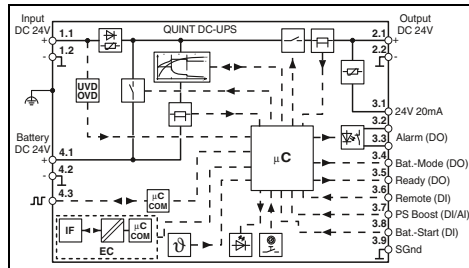 Input
DC 24V
+
1.1
1.2
-
QUINT DC-UPS
Output
DC 24V
2.1
+
2.2
-
UVD
OVD
3.1
24V 20mA
3.2
Alarm (DO)
3.3
Battery
DC 24V
4.1
+
4.2
-
4.3
µC
3.4
Bat.-Mode (DO)
3.5
Ready (DO)
3.6
Remote (DI)
3.7
PS Boost (DI/AI)
3.8
Bat.-Start (DI)
3.9
SGnd
µC
COM
IF
µC
COM
EC
ϑ